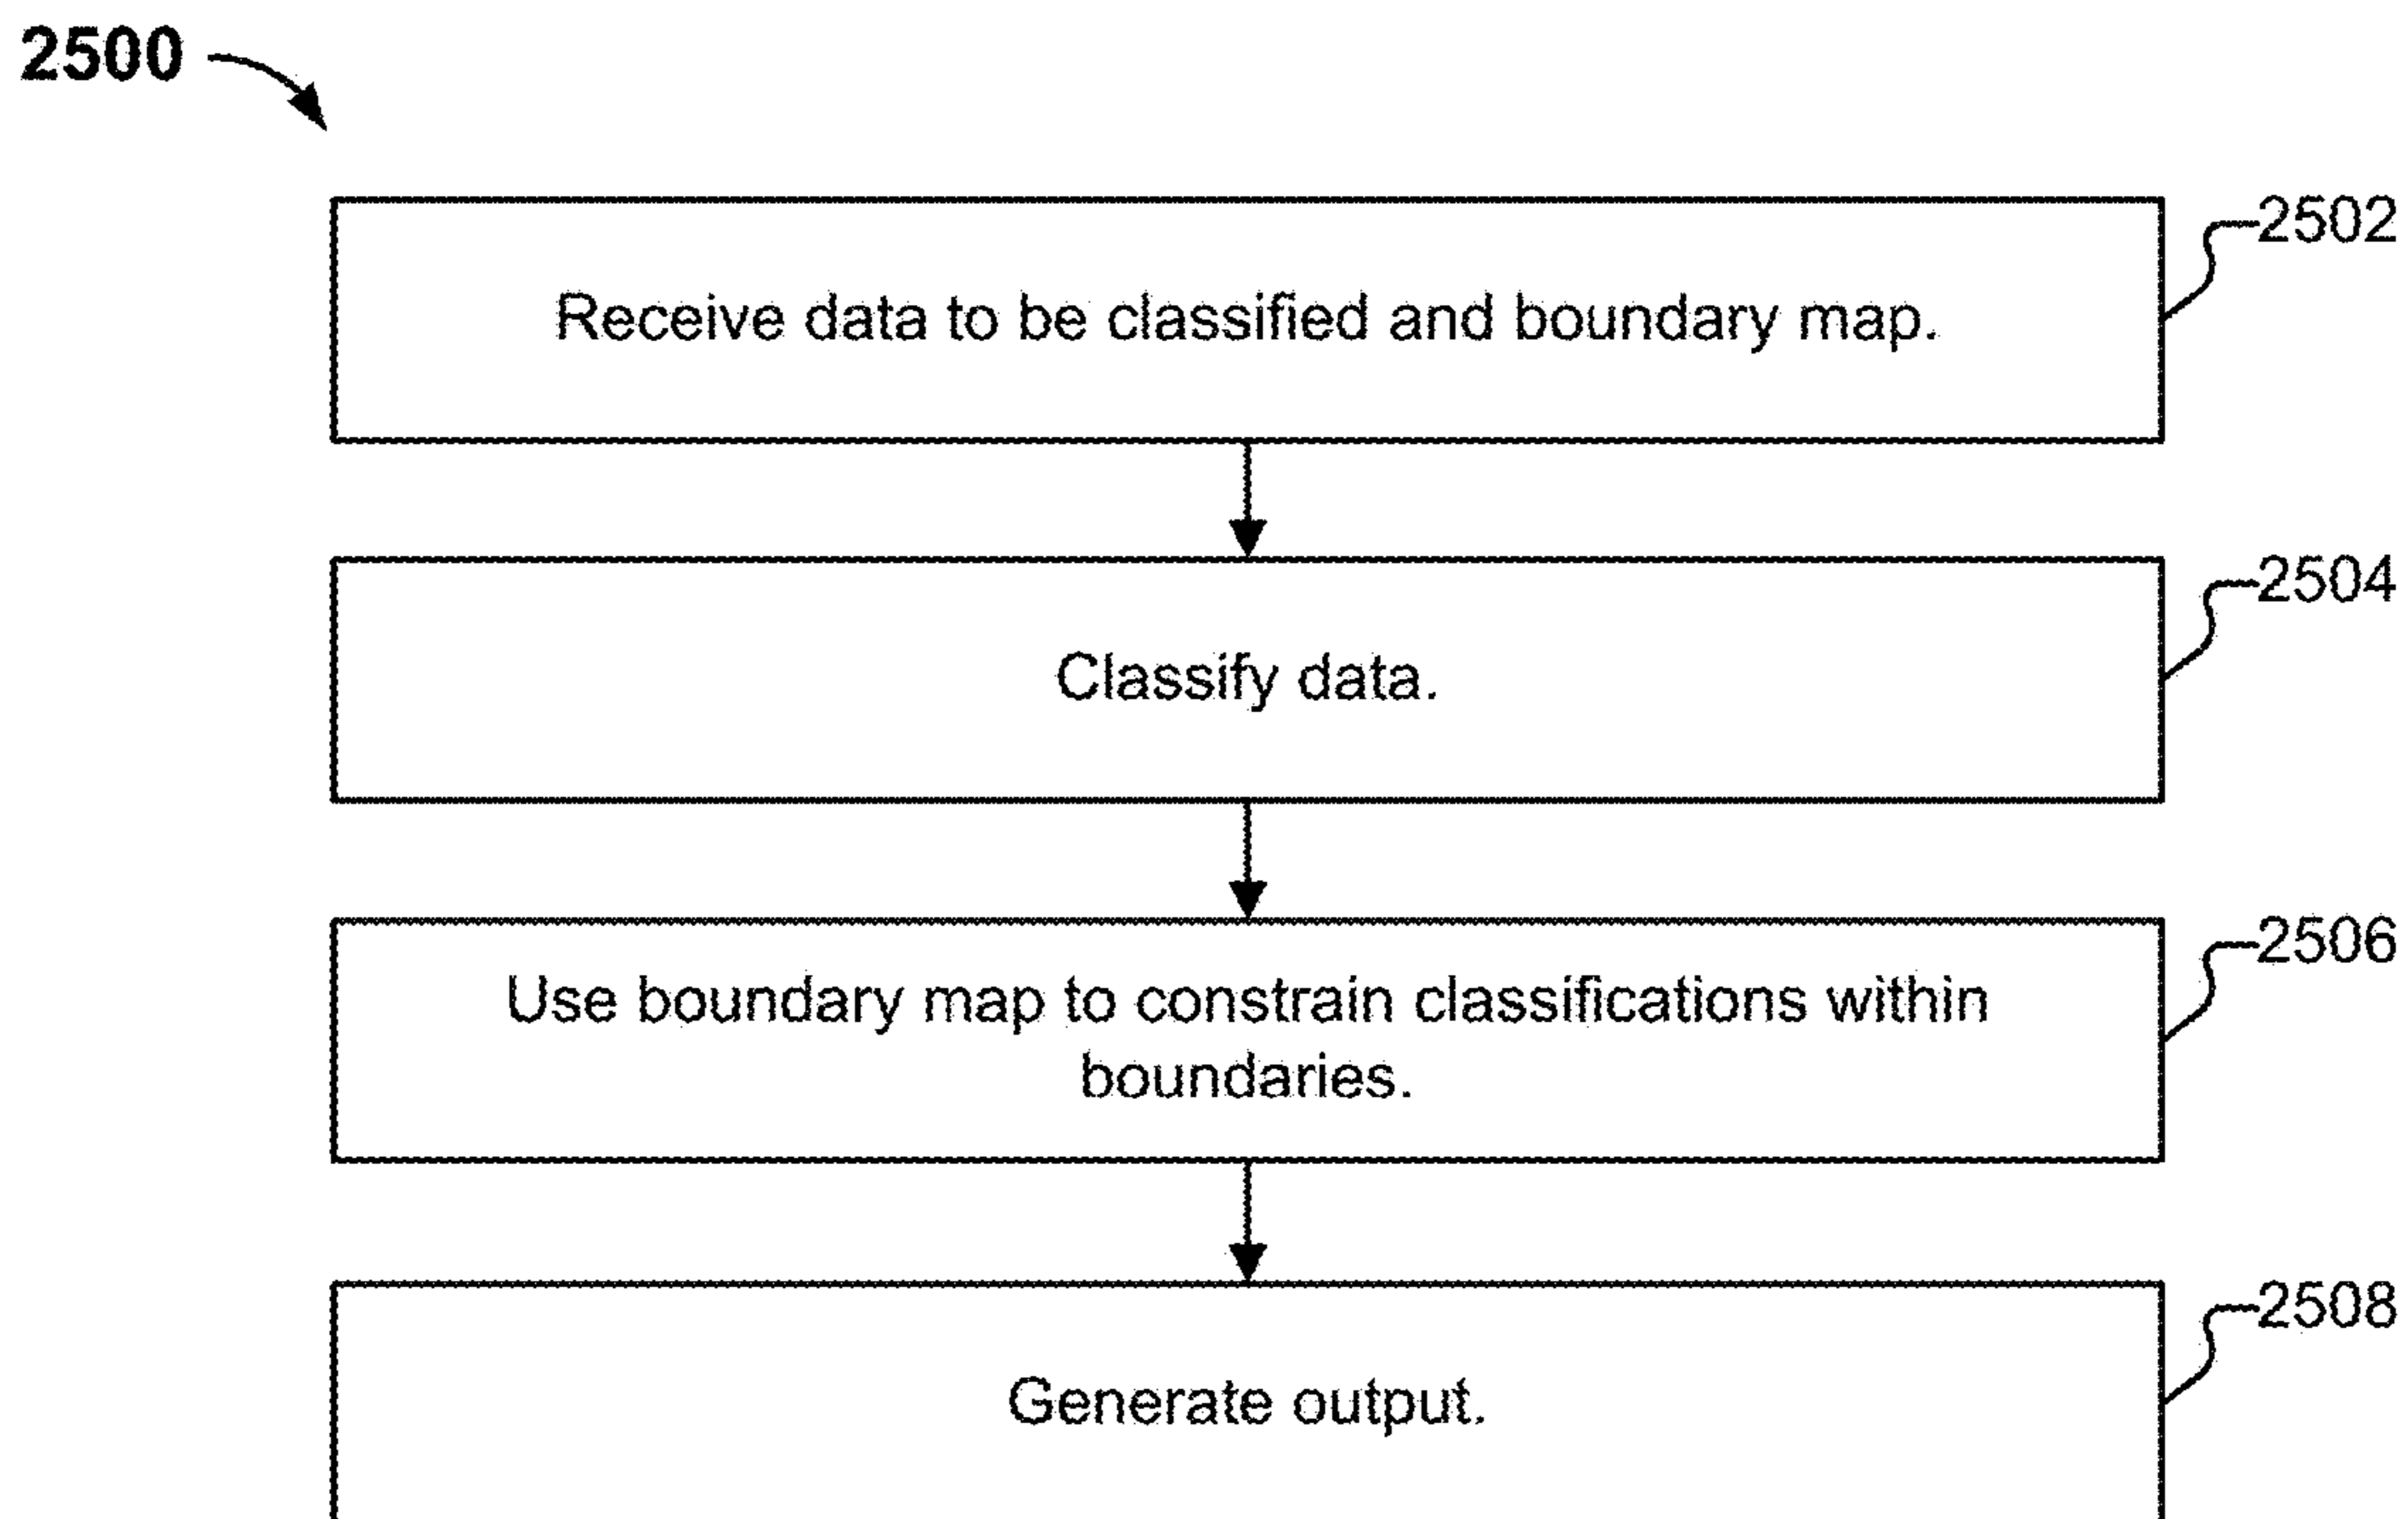 2500
2502
Receive data to be classified and boundary map.
2504
Classify data.
2506
Use boundary map to constrain classifications within
boundaries.
2508
Generate output.